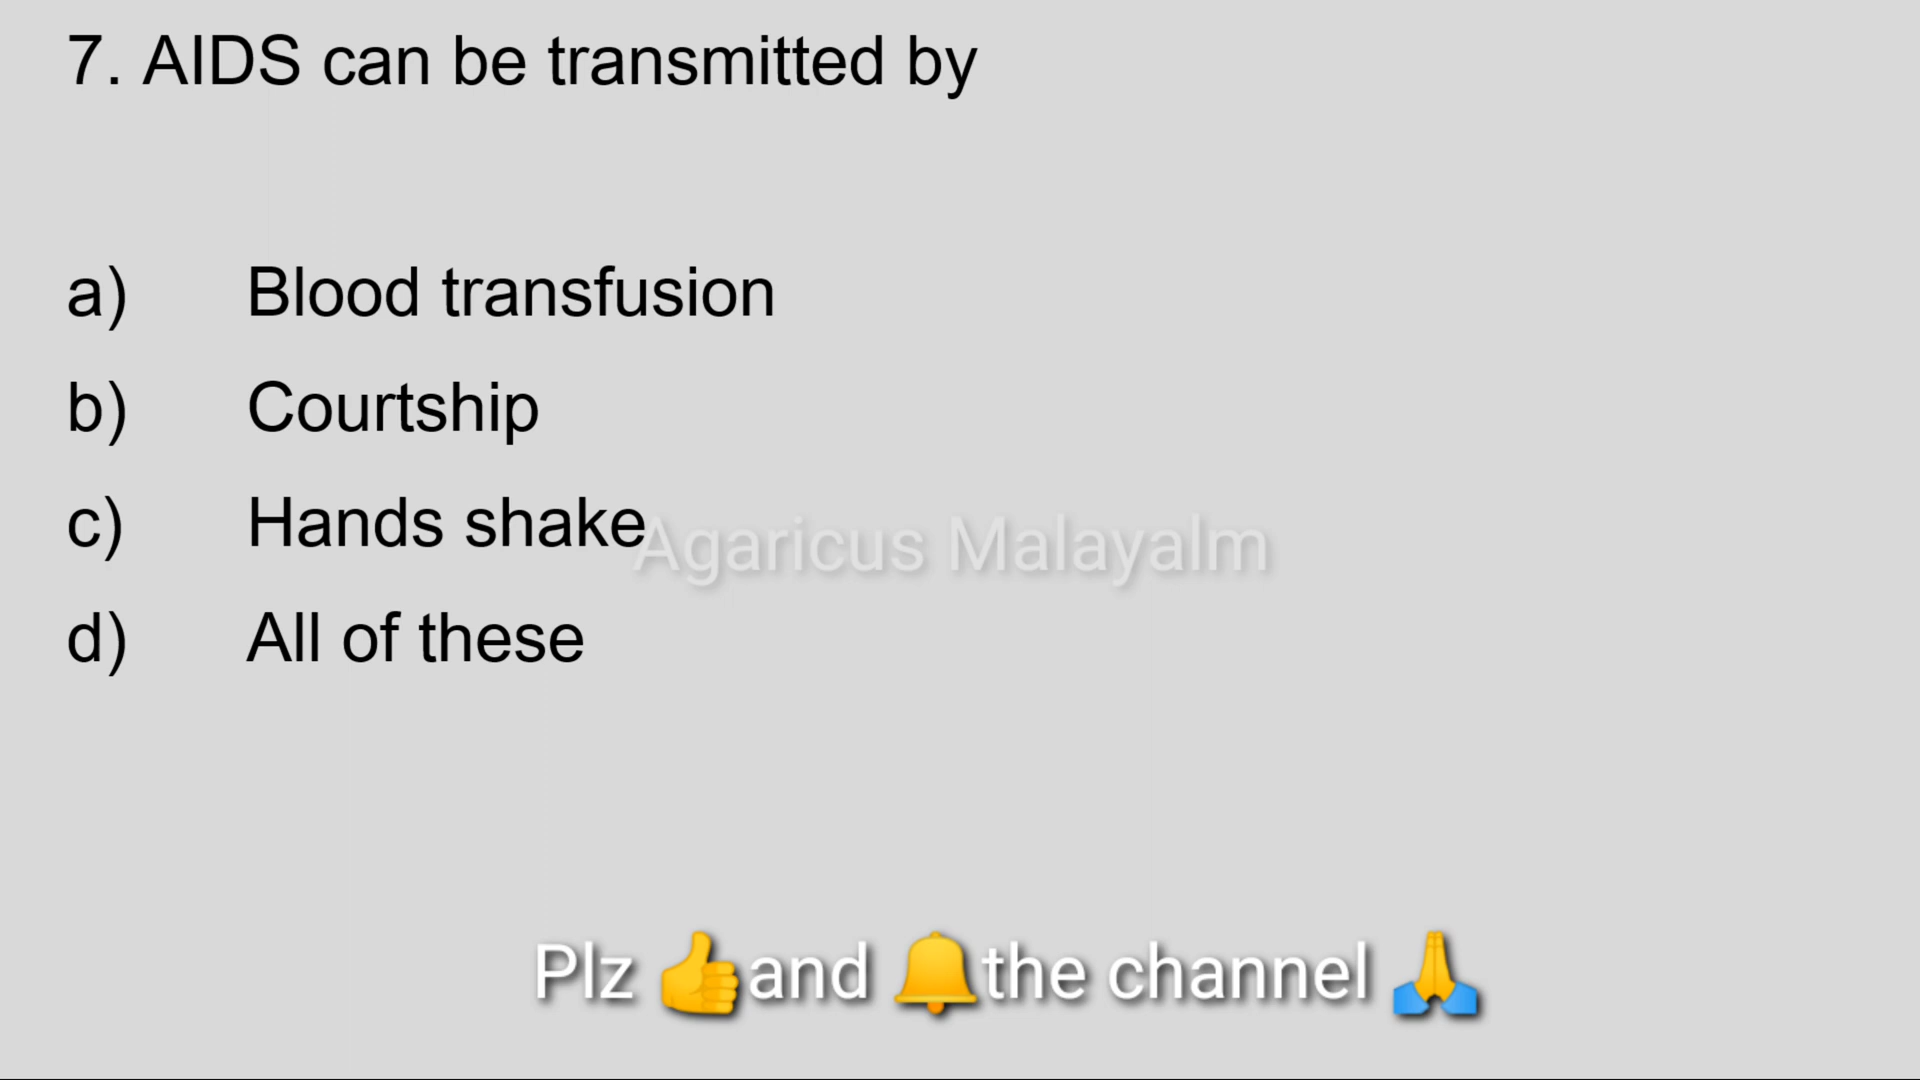 7. AIDS can be transmitted by
a) Blood transfusion
b) Courtship
c) Hands shake
Agaricus Malayalm
d) All of these
Plz 👍and 🔔the channel 🙏